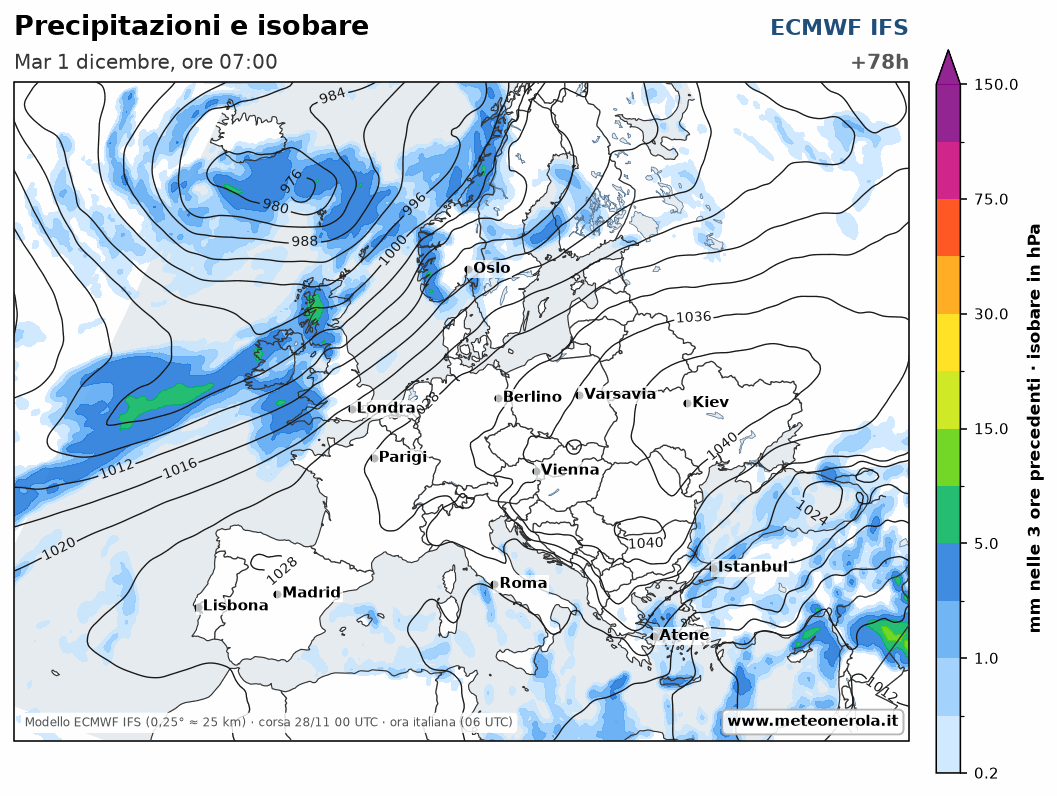 Precipitazioni e isobare
ECMWF IFS
Mar 1 dicembre, ore 07:00
+78h
150.0
984
976
980
996
75.0
988
1000
Oslo
30.0
1036
Berlino
Varsavia
Kiev
Londra
15.0
1040
Parigi
Vienna
1012
1016
1024
5.0
1020
1040
1028
Istanbul
Roma
Madrid
Lisbona
Atene
1.0
1012
Modello ECMWF IFS (0,25° ≈ 25 km) · corsa 28/11 00 UTC · ora italiana (06 UTC)
www.meteonerola.it
0.2
mm nelle 3 ore precedenti · isobare in hPa